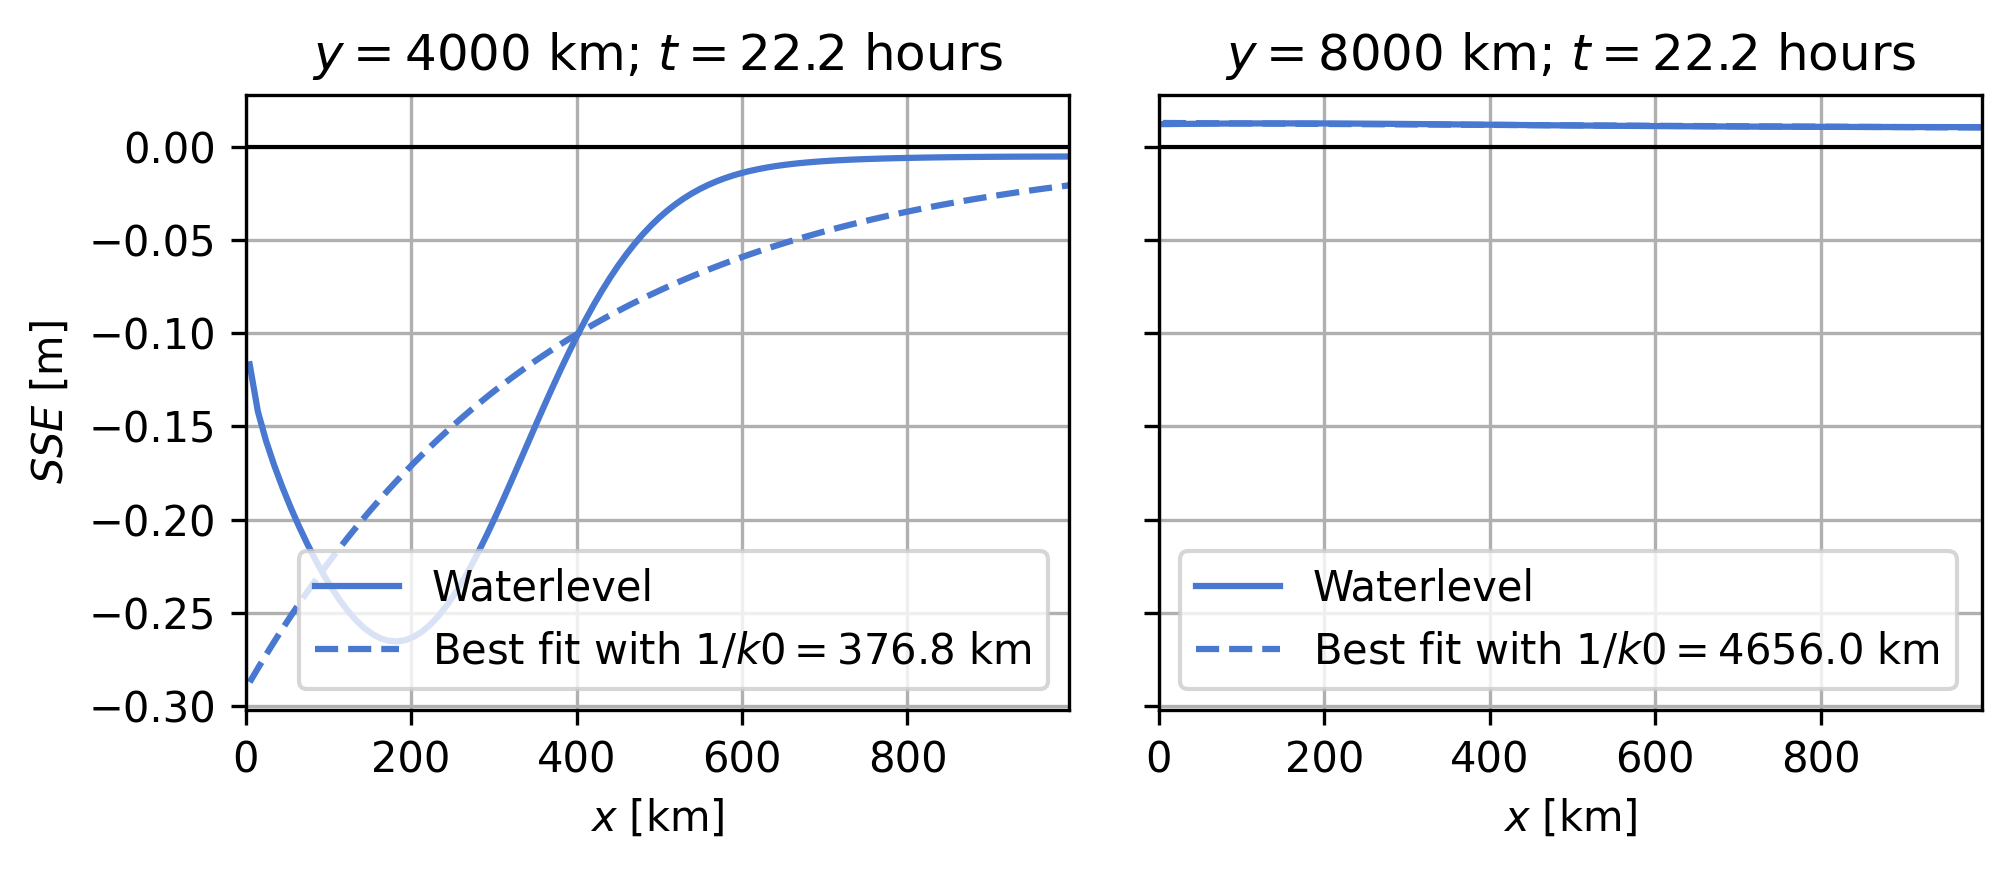 y = 4000 km; t = 22.2 hours
y = 8000 km; t = 22.2 hours
0.00
−0.05
−0.10
−0.15
−0.20
−0.25
−0.30
SSE [m]
Waterlevel
Best fit with 1/k0 = 376.8 km
Waterlevel
Best fit with 1/k0 = 4656.0 km
0 200 400 600 800
0 200 400 600 800
x [km]
x [km]